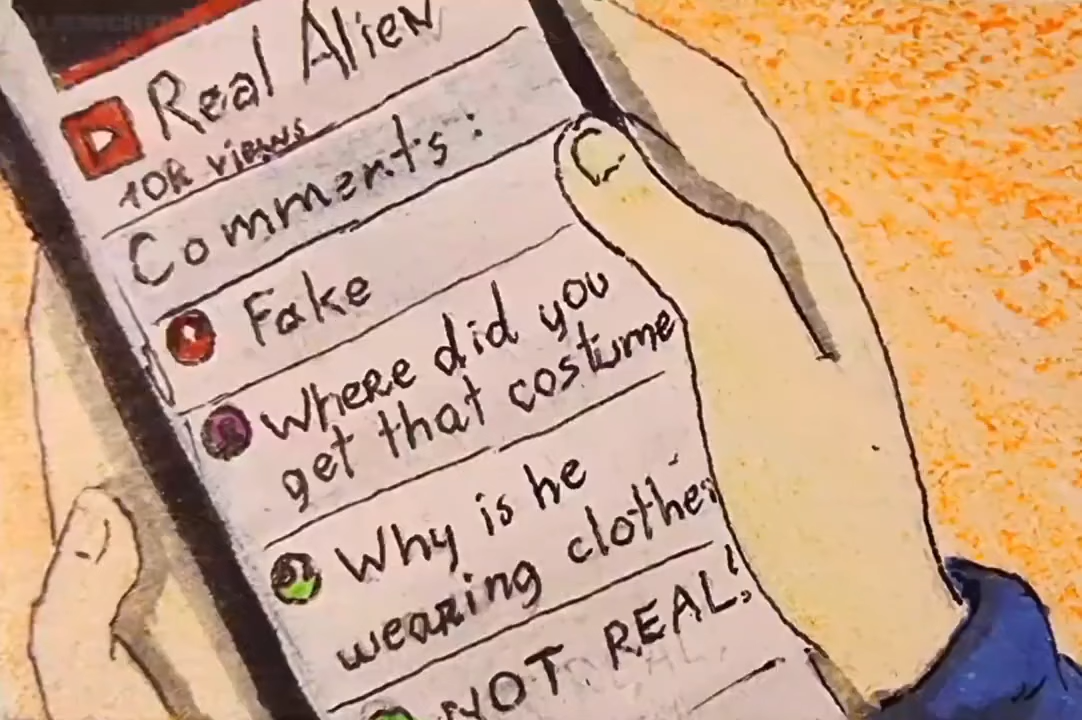 Real Alien
10k views
Comments:
Fake
Where did you
get that costume
Why is he
wearing clothes
NOT REAL!